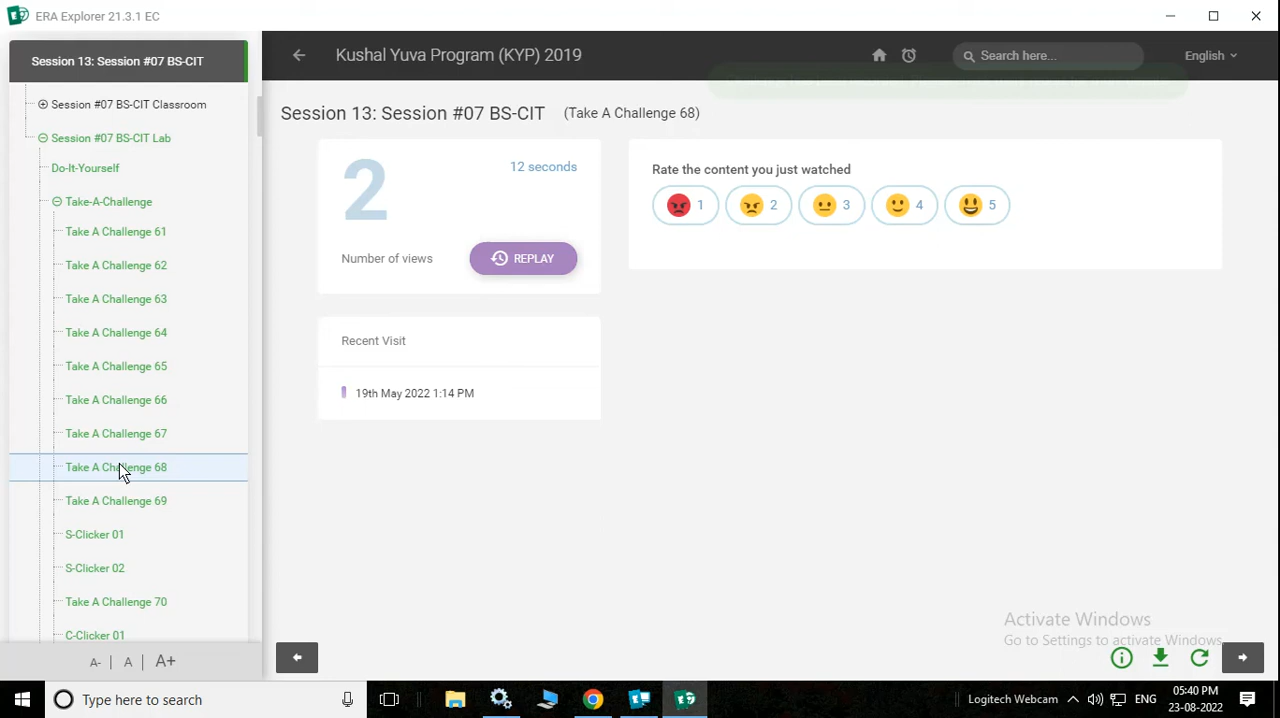 ERA Explorer 21.3.1 EC
Session 13: Session #07 BS-CIT
Kushal Yuva Program (KYP) 2019
Search here...
English
Session #07 BS-CIT Classroom
Session #07 BS-CIT Lab
Do-It-Yourself
Take-A-Challenge
Take A Challenge 61
Take A Challenge 62
Take A Challenge 63
Take A Challenge 64
Take A Challenge 65
Take A Challenge 66
Take A Challenge 67
Take A Challenge 68
Take A Challenge 69
S-Clicker 01
S-Clicker 02
Take A Challenge 70
C-Clicker 01
A- | A | A+
Session 13: Session #07 BS-CIT (Take A Challenge 68)
2
12 seconds
Number of views
REPLAY
Recent Visit
19th May 2022 1:14 PM
Rate the content you just watched
1 2 3 4 5
Activate Windows
Go to Settings to activate Windows.
Type here to search
Logitech Webcam
ENG
05:40 PM
23-08-2022